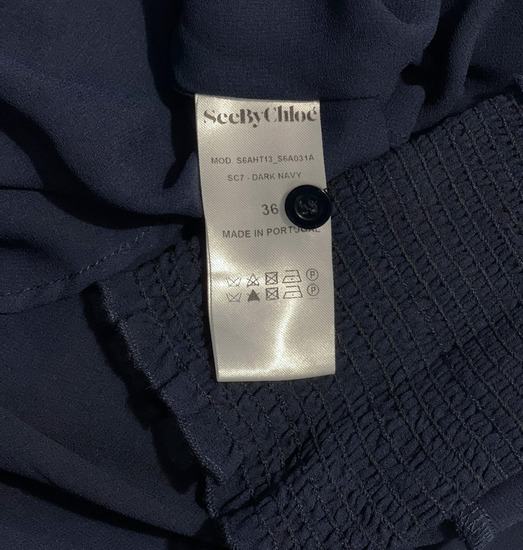 SeeByChloé
MOD. S6AHT13_S6A031A
SC7 - DARK NAVY
36
MADE IN PORTUGAL
P
P